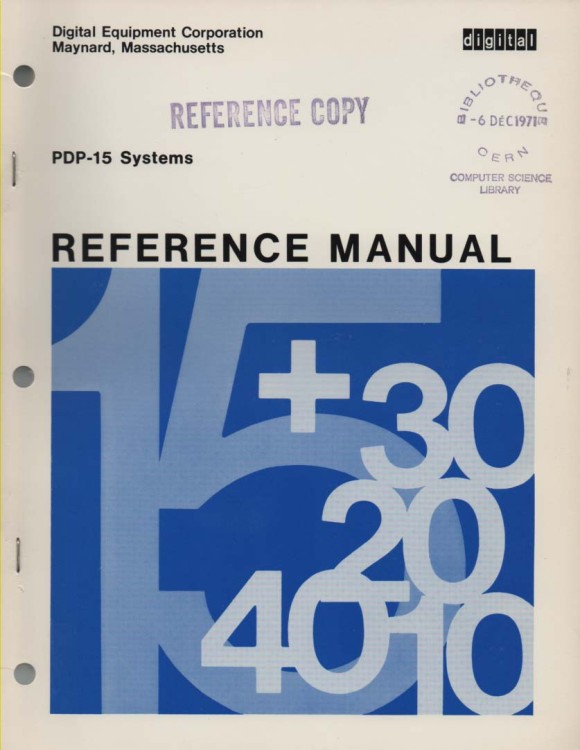 Digital Equipment Corporation
Maynard, Massachusetts
digital
REFERENCE COPY
BIBLIOTHEQU
-6 DEC 1971
CERN
COMPUTER SCIENCE
LIBRARY
PDP-15 Systems
REFERENCE MANUAL
15
+30
20
40 10